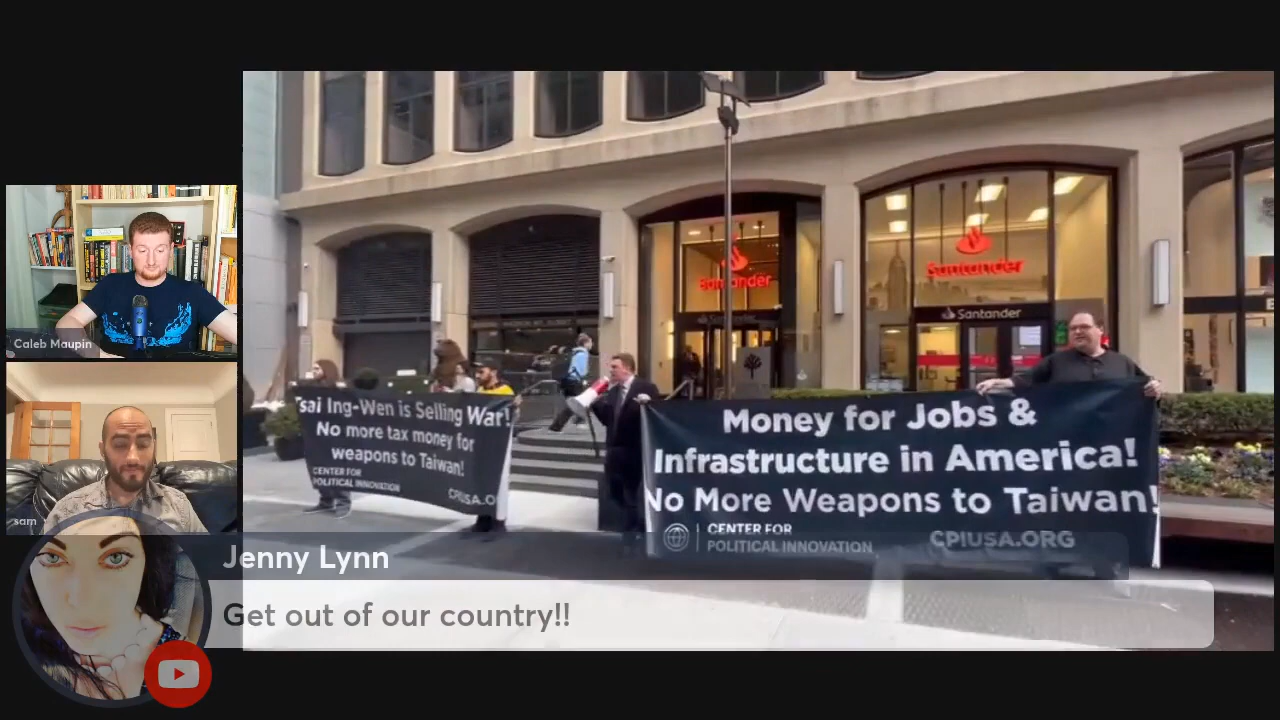 Caleb Maupin
sam
Santander
Santander
Santander
Tsai Ing-Wen is Selling War!
No more tax money for
weapons to Taiwan!
CENTER FOR
POLITICAL INNOVATION
CPIUSA.O
Money for Jobs &
Infrastructure in America!
No More Weapons to Taiwan!
CENTER FOR
POLITICAL INNOVATION
CPIUSA.ORG
Jenny Lynn
Get out of our country!!